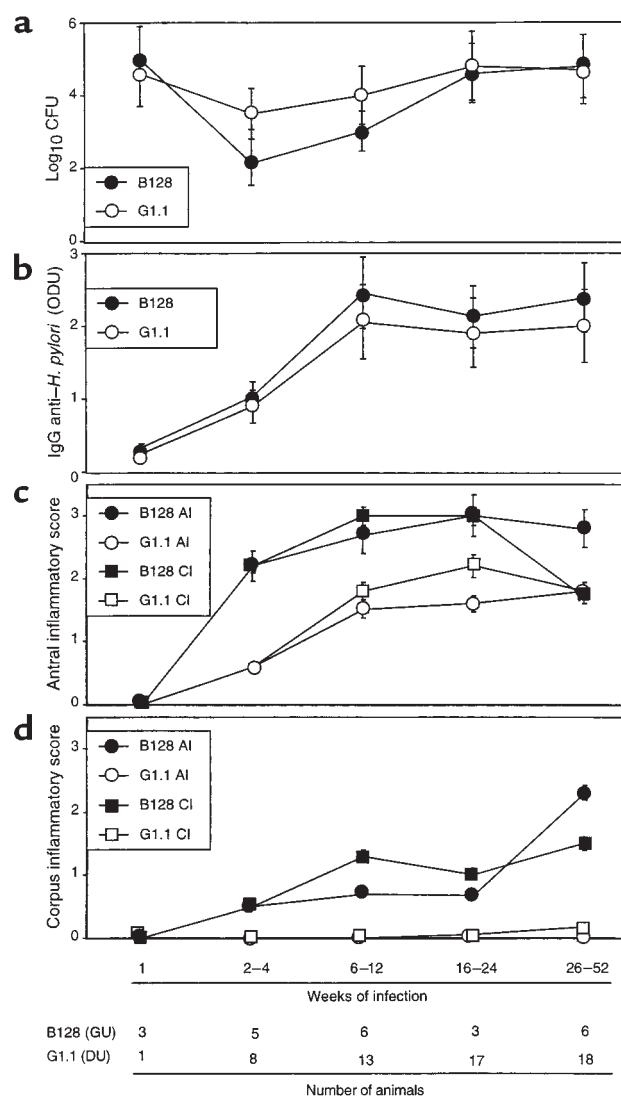 a
6
4
2
0
Log10 CFU
B128
G1.1
b
3
2
1
0
IgG anti–H. pylori (ODU)
B128
G1.1
c
3
2
1
0
Antral inflammatory score
B128 AI
G1.1 AI
B128 CI
G1.1 CI
d
3
2
1
0
Corpus inflammatory score
B128 AI
G1.1 AI
B128 CI
G1.1 CI
1 2–4 6–12 16–24 26–52
Weeks of infection
B128 (GU) 3 5 6 3 6
G1.1 (DU) 1 8 13 17 18
Number of animals